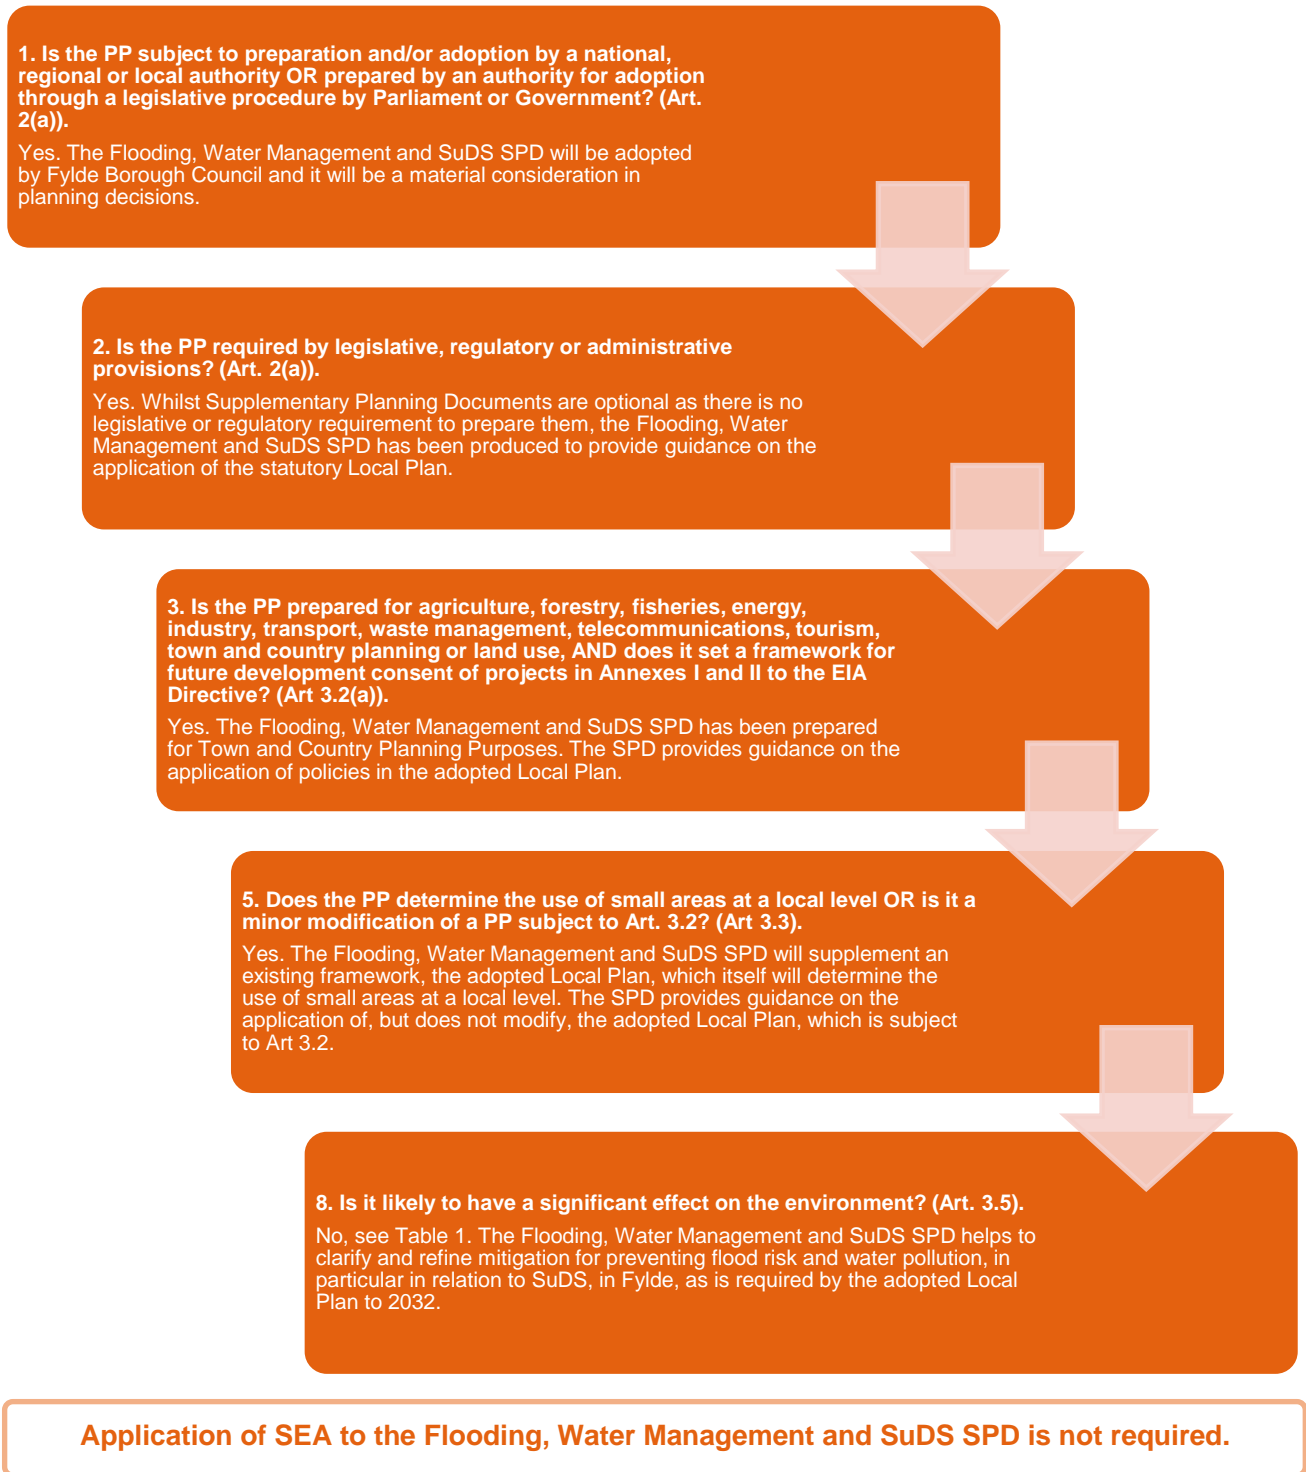 1. Is the PP subject to preparation and/or adoption by a national,
regional or local authority OR prepared by an authority for adoption
through a legislative procedure by Parliament or Government? (Art.
2(a)).
Yes. The Flooding, Water Management and SuDS SPD will be adopted
by Fylde Borough Council and it will be a material consideration in
planning decisions.
2. Is the PP required by legislative, regulatory or administrative
provisions? (Art. 2(a)).
Yes. Whilst Supplementary Planning Documents are optional as there is no
legislative or regulatory requirement to prepare them, the Flooding, Water
Management and SuDS SPD has been produced to provide guidance on the
application of the statutory Local Plan.
3. Is the PP prepared for agriculture, forestry, fisheries, energy,
industry, transport, waste management, telecommunications, tourism,
town and country planning or land use, AND does it set a framework for
future development consent of projects in Annexes I and II to the EIA
Directive? (Art 3.2(a)).
Yes. The Flooding, Water Management and SuDS SPD has been prepared
for Town and Country Planning Purposes. The SPD provides guidance on the
application of policies in the adopted Local Plan.
5. Does the PP determine the use of small areas at a local level OR is it a
minor modification of a PP subject to Art. 3.2? (Art 3.3).
Yes. The Flooding, Water Management and SuDS SPD will supplement an
existing framework, the adopted Local Plan, which itself will determine the
use of small areas at a local level. The SPD provides guidance on the
application of, but does not modify, the adopted Local Plan, which is subject
to Art 3.2.
8. Is it likely to have a significant effect on the environment? (Art. 3.5).
No, see Table 1. The Flooding, Water Management and SuDS SPD helps to
clarify and refine mitigation for preventing flood risk and water pollution, in
particular in relation to SuDS, in Fylde, as is required by the adopted Local
Plan to 2032.
Application of SEA to the Flooding, Water Management and SuDS SPD is not required.